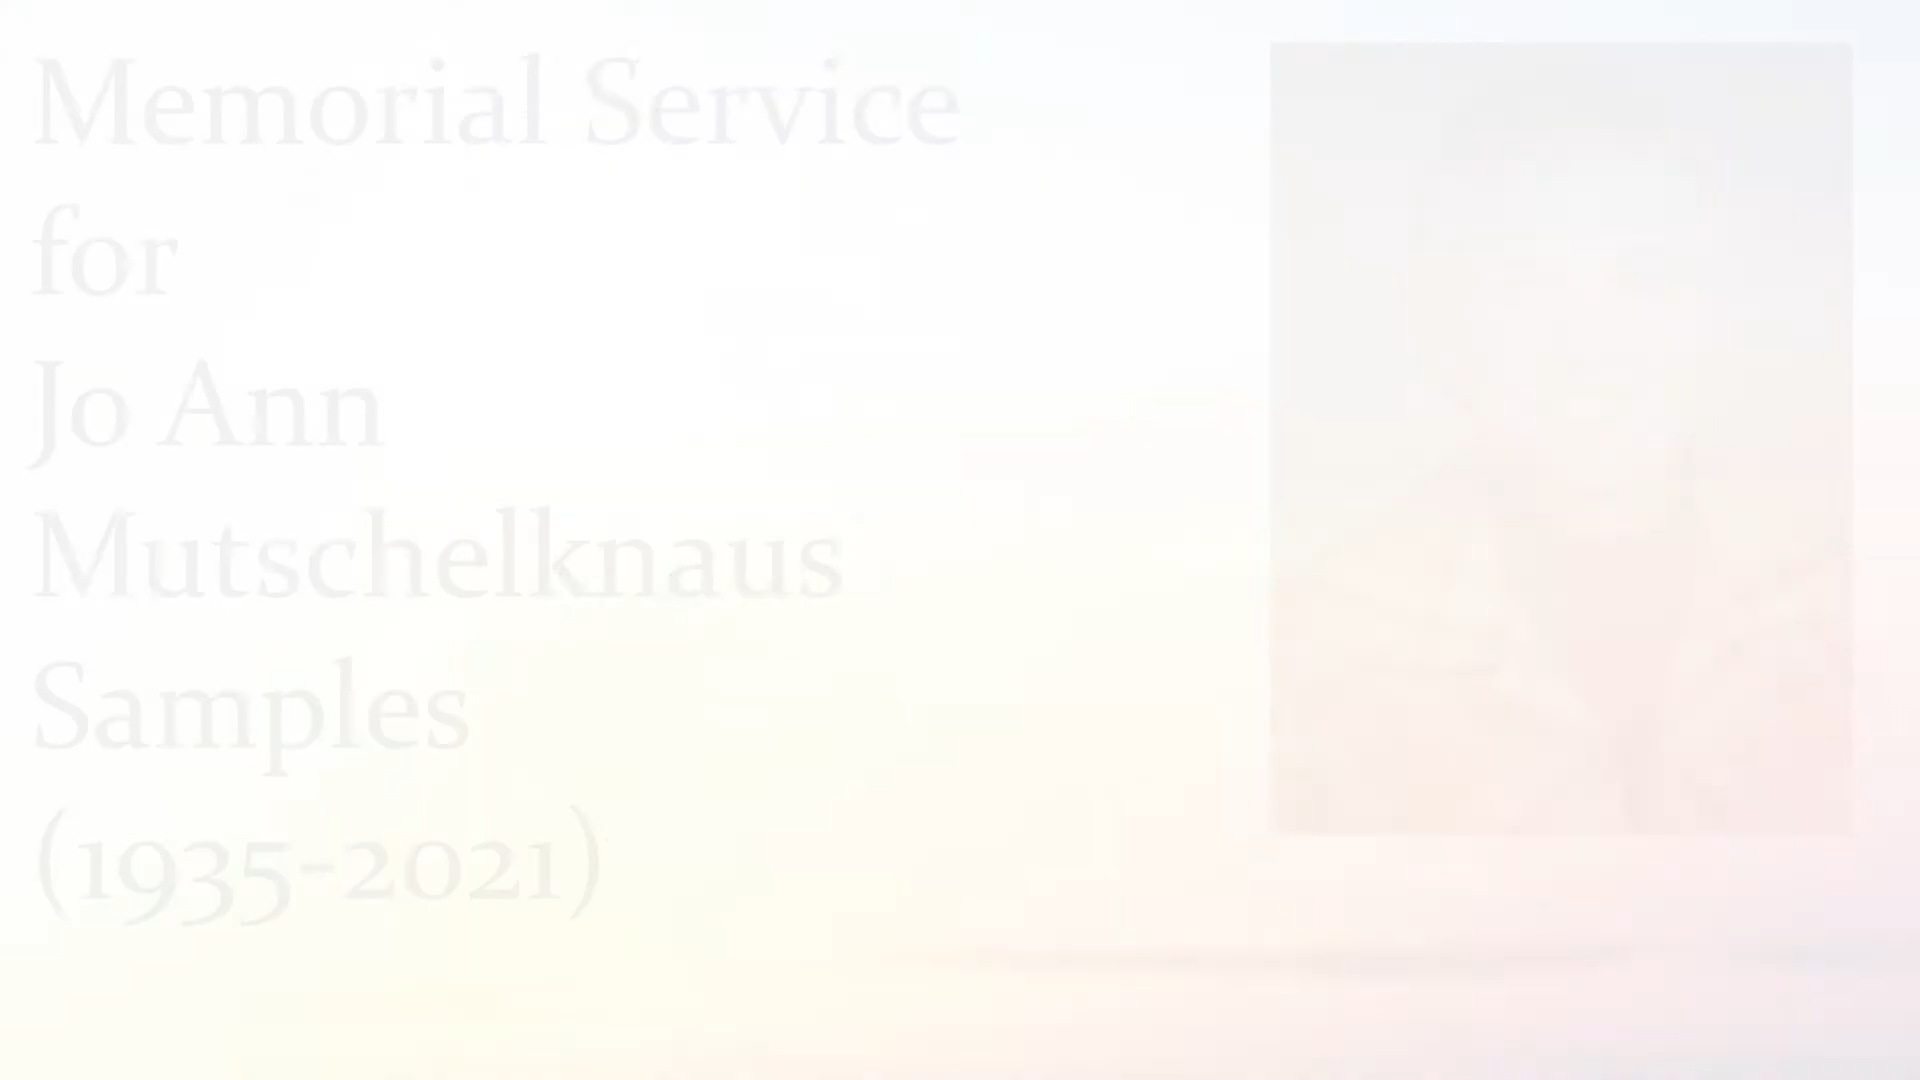 Memorial Service
for
Jo Ann
Mutschelknaus
Samples
(1935-2021)